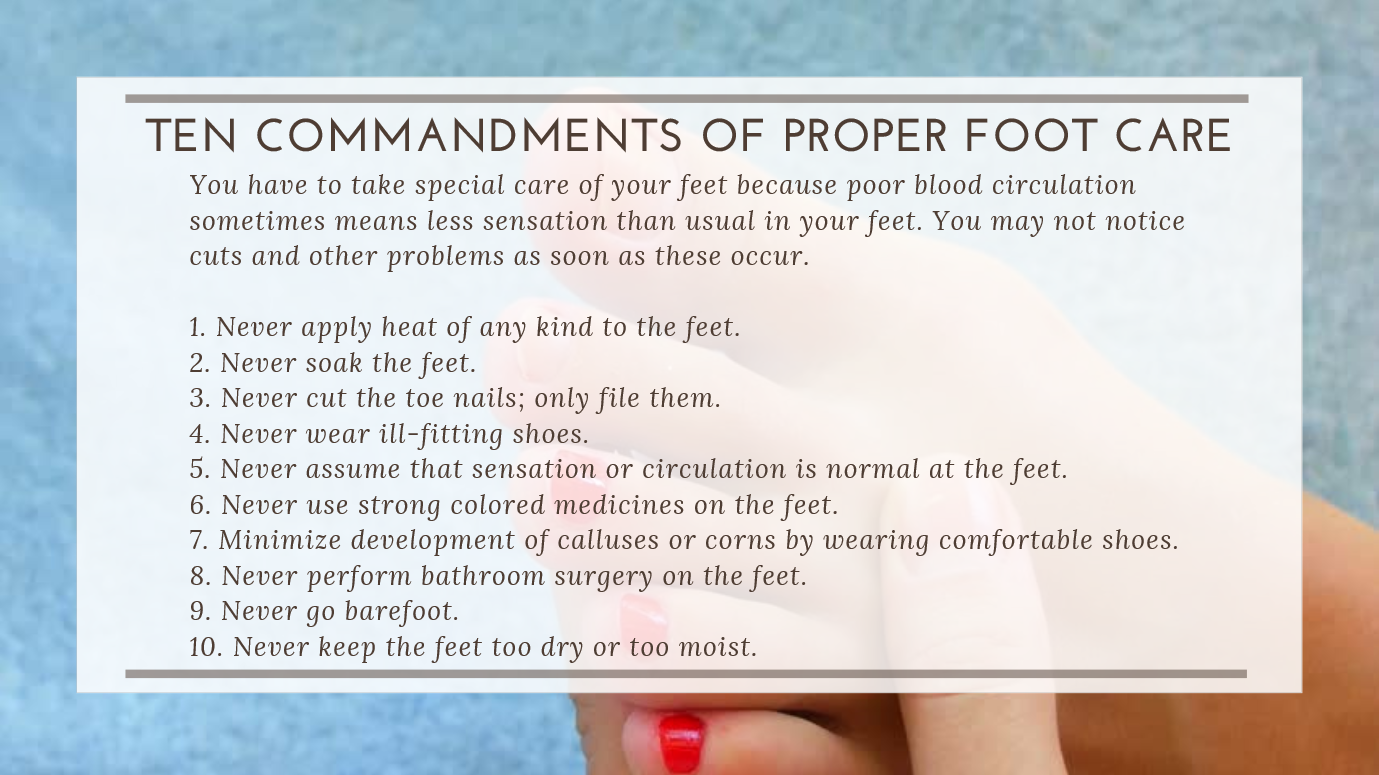 TEN COMMANDMENTS OF PROPER FOOT CARE
You have to take special care of your feet because poor blood circulation
sometimes means less sensation than usual in your feet. You may not notice
cuts and other problems as soon as these occur.
1. Never apply heat of any kind to the feet.
2. Never soak the feet.
3. Never cut the toe nails; only file them.
4. Never wear ill-fitting shoes.
5. Never assume that sensation or circulation is normal at the feet.
6. Never use strong colored medicines on the feet.
7. Minimize development of calluses or corns by wearing comfortable shoes.
8. Never perform bathroom surgery on the feet.
9. Never go barefoot.
10. Never keep the feet too dry or too moist.